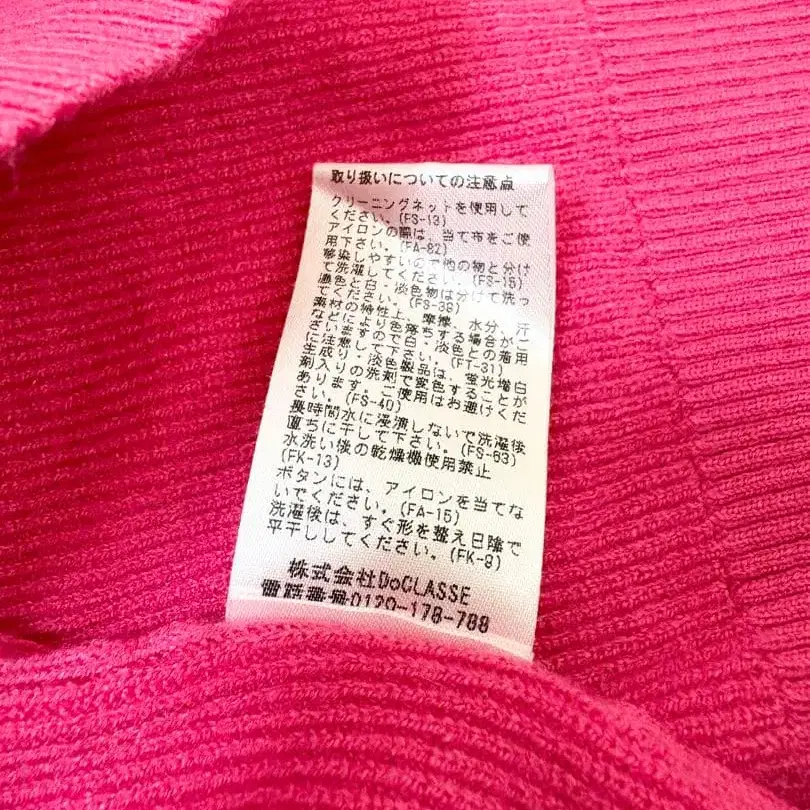 取り扱いについての注意点
クリーニングネットを使用して
ください。(FS-13)
アイロンの際は、当て布をご使
用下さい。(FA-82)
移染しやすいので他の物と分け
て洗濯してください。(FS-15)
濃色と白・淡色物は分けて洗っ
てください。(FS-38)
素材の特性上、摩擦、水分、汗
などにより色落ちする場合がご
ざいますので白・淡色との着用
に注意して下さい。(FT-31)
生成り・淡色製品は、蛍光増白
剤入りの洗剤で変色することが
あります。ご使用はお避けくだ
さい。(FS-40)
長時間水に浸漬しないで洗濯後
直ちに干して下さい。(FS-63)
水洗い後の乾燥機使用禁止
(FK-13)
ボタンには、アイロンを当てな
いでください。(FA-15)
洗濯後は、すぐ形を整え日陰で
平干ししてください。(FK-8)
株式会社DoCLASSE
電話番号0120-178-788